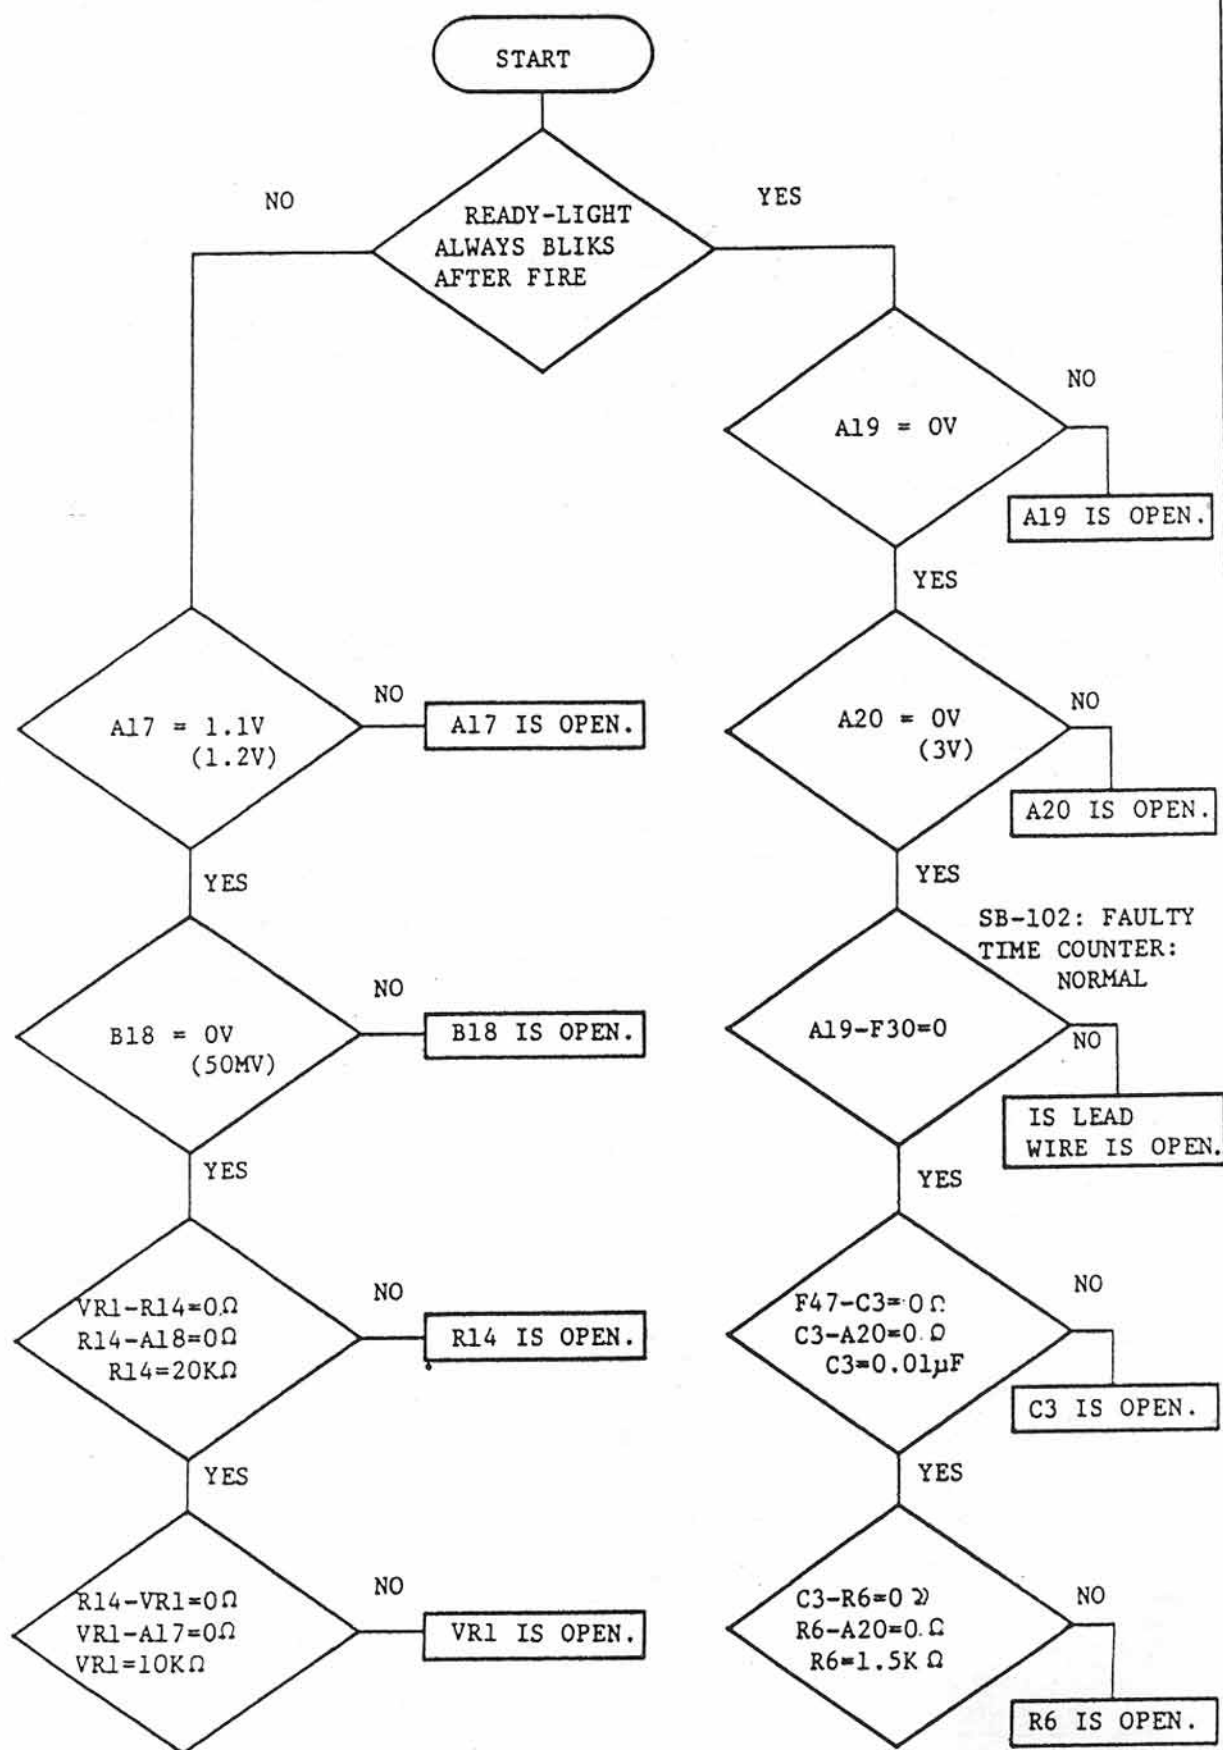 START
NO
YES
READY-LIGHT
ALWAYS BLIKS
AFTER FIRE
NO
A19 = 0V
A19 IS OPEN.
YES
A17 = 1.1V
(1.2V)
NO
A17 IS OPEN.
A20 = 0V
(3V)
NO
A20 IS OPEN.
YES
YES
SB-102: FAULTY
TIME COUNTER:
NORMAL
B18 = 0V
(50MV)
NO
B18 IS OPEN.
A19-F30=0
NO
IS LEAD
WIRE IS OPEN.
YES
YES
VR1-R14=0Ω
R14-A18=0Ω
R14=20KΩ
NO
R14 IS OPEN.
F47-C3=0Ω
C3-A20=0.Ω
C3=0.01µF
NO
C3 IS OPEN.
YES
YES
R14-VR1=0Ω
VR1-A17=0Ω
VR1=10KΩ
NO
VR1 IS OPEN.
C3-R6=0Ω
R6-A20=0.Ω
R6=1.5KΩ
NO
R6 IS OPEN.